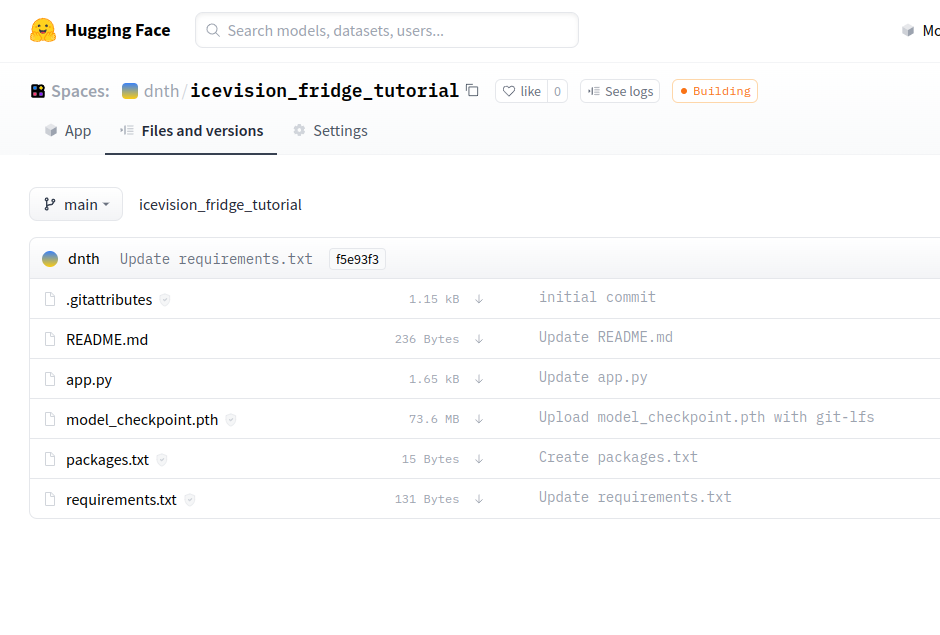 Hugging Face Search models, datasets, users... Mo
Spaces: dnth/icevision_fridge_tutorial like 0 See logs Building
App Files and versions Settings
main icevision_fridge_tutorial
dnth Update requirements.txt f5e93f3
.gitattributes 1.15 kB initial commit
README.md 236 Bytes Update README.md
app.py 1.65 kB Update app.py
model_checkpoint.pth 73.6 MB Upload model_checkpoint.pth with git-lfs
packages.txt 15 Bytes Create packages.txt
requirements.txt 131 Bytes Update requirements.txt